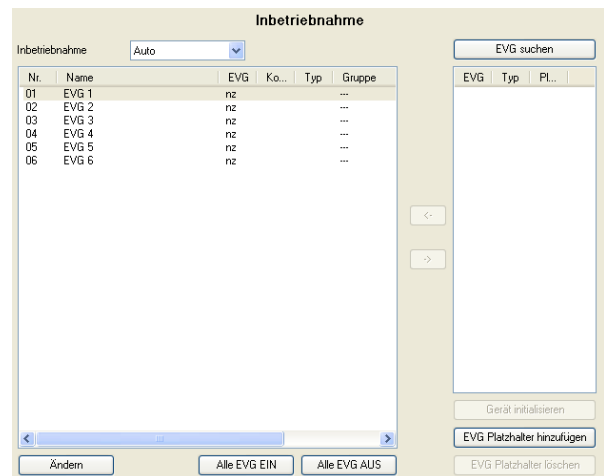 Inbetriebnahme
Inbetriebnahme Auto EVG suchen
Nr. Name EVG Ko... Typ Gruppe EVG Typ Pl...
01 EVG 1 nz ---
02 EVG 2 nz ---
03 EVG 3 nz ---
04 EVG 4 nz ---
05 EVG 5 nz ---
06 EVG 6 nz ---
<-
->
Gerät initialisieren
EVG Platzhalter hinzufügen
Ändern Alle EVG EIN Alle EVG AUS EVG Platzhalter löschen